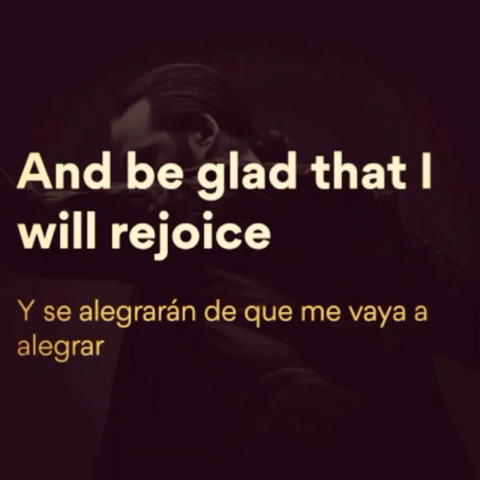 And be glad that I
will rejoice
Y se alegrarán de que me vaya a
alegrar